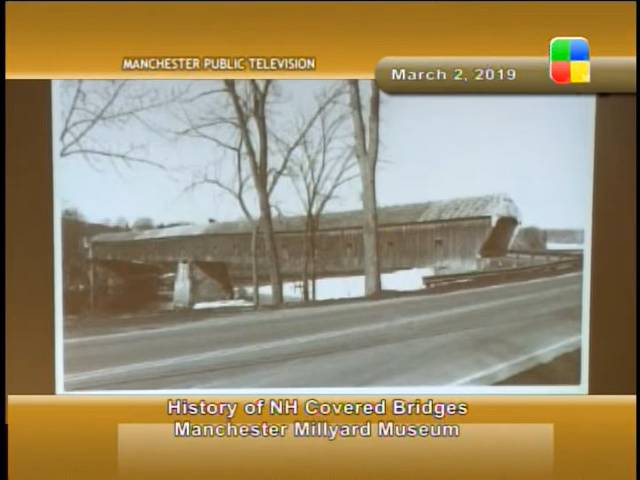 MANCHESTER PUBLIC TELEVISION
March 2, 2019
History of NH Covered Bridges
Manchester Millyard Museum